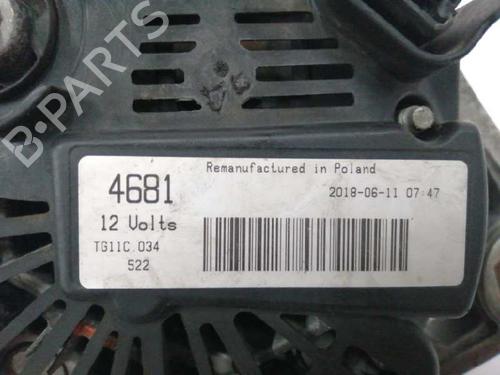 B-PARTS
Remanufactured in Poland
4681
2018-06-11 07:47
12 Volts
TG11C.034
522